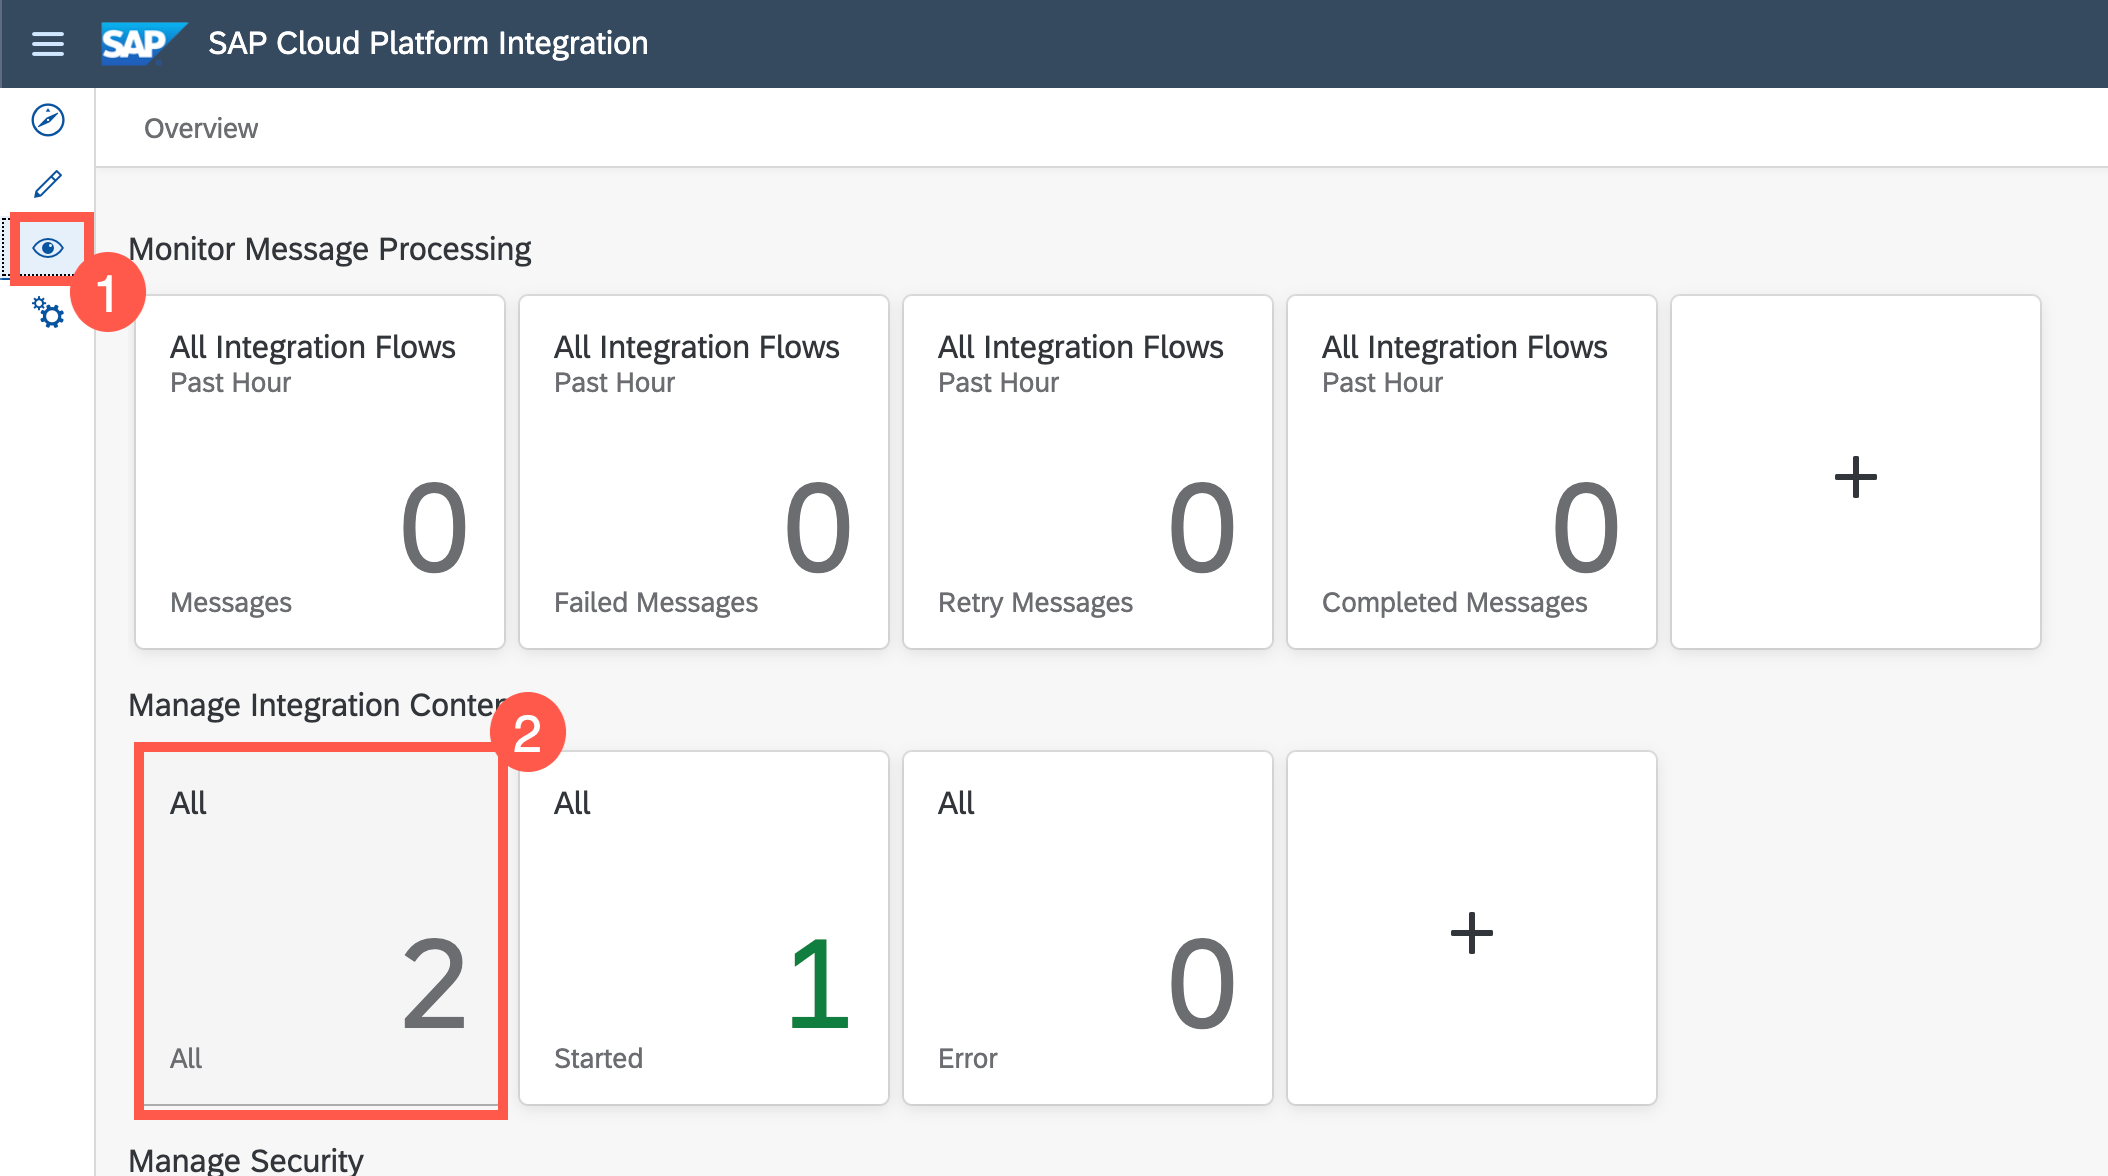 SAP SAP Cloud Platform Integration
Overview
Monitor Message Processing
1
All Integration Flows
Past Hour
0
Messages
All Integration Flows
Past Hour
0
Failed Messages
All Integration Flows
Past Hour
0
Retry Messages
All Integration Flows
Past Hour
0
Completed Messages
+
Manage Integration Conten
2
All
2
All
All
1
Started
All
0
Error
+
Manage Security